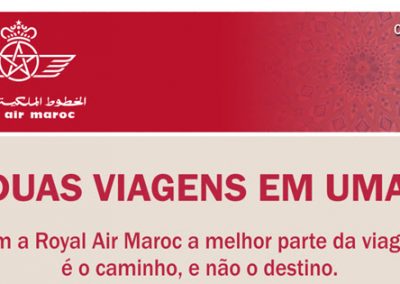 الخطوط الملكية
air maroc
DUAS VIAGENS EM UMA
m a Royal Air Maroc a melhor parte da viag
é o caminho, e não o destino.